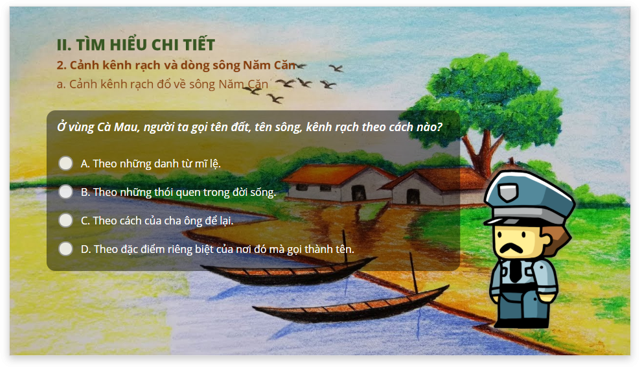 II. TÌM HIỂU CHI TIẾT
2. Cảnh kênh rạch và dòng sông Năm Căn
a. Cảnh kênh rạch đổ về sông Năm Căn
Ở vùng Cà Mau, người ta gọi tên đất, tên sông, kênh rạch theo cách nào?
A. Theo những danh từ mĩ lệ.
B. Theo những thói quen trong đời sống.
C. Theo cách của cha ông để lại.
D. Theo đặc điểm riêng biệt của nơi đó mà gọi thành tên.